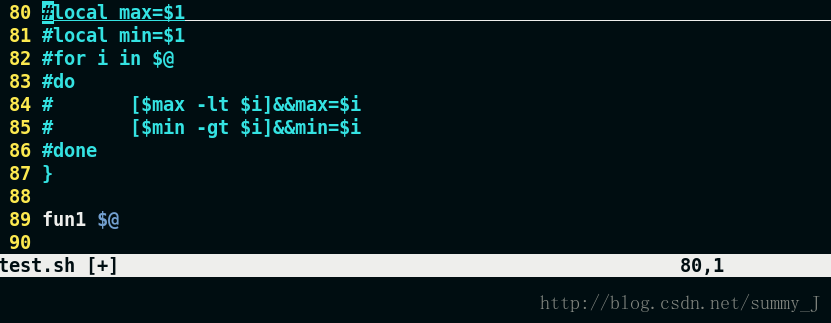 80 #local max=$1
81 #local min=$1
82 #for i in $@
83 #do
84 #       [$max -lt $i]&&max=$i
85 #       [$min -gt $i]&&min=$i
86 #done
87 }
88
89 fun1 $@
90
test.sh [+] 80,1
http://blog.csdn.net/summy_J